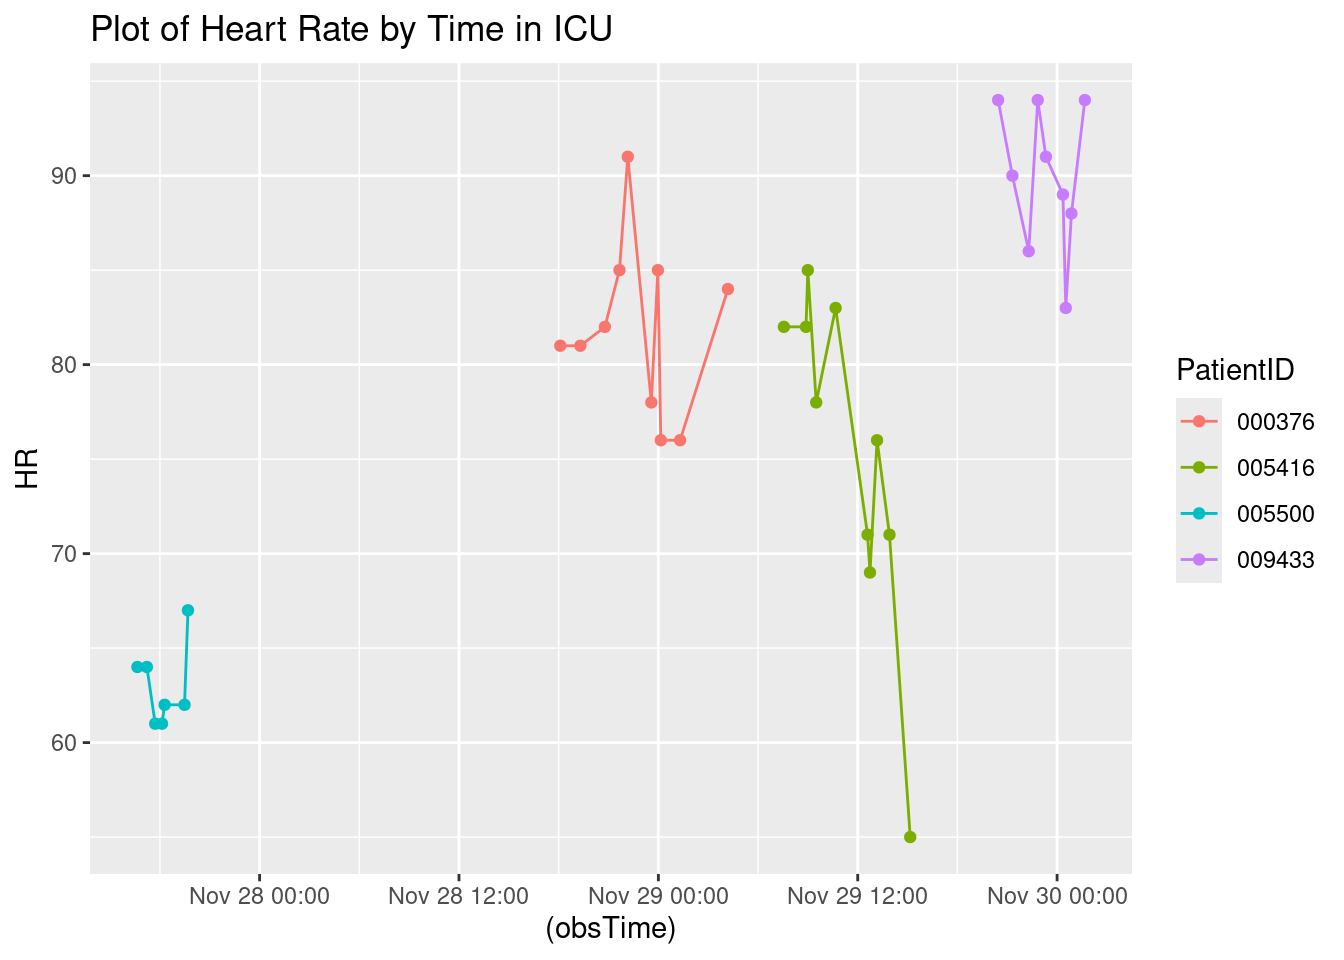 Plot of Heart Rate by Time in ICU
90
80
70
60
HR
Nov 28 00:00
Nov 28 12:00
Nov 29 00:00
Nov 29 12:00
Nov 30 00:00
(obsTime)
PatientID
000376
005416
005500
009433